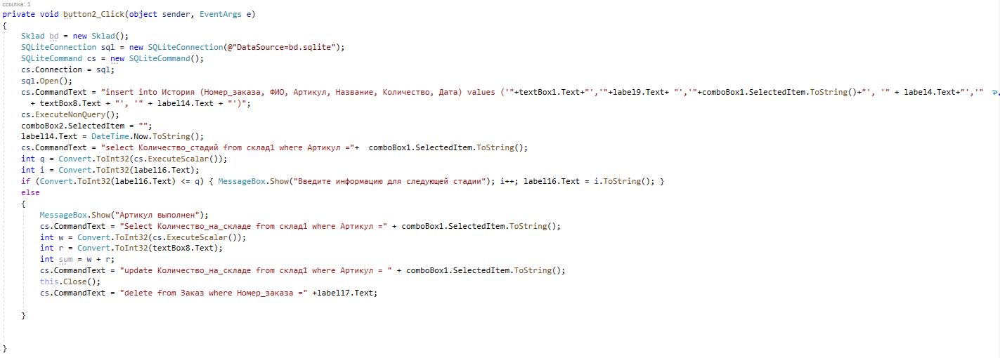 ссылка: 1
private void button2_Click(object sender, EventArgs e)
{
Sklad bd = new Sklad();
SQLiteConnection sql = new SQLiteConnection(@"DataSource=bd.sqlite");
SQLiteCommand cs = new SQLiteCommand();
cs.Connection = sql;
sql.Open();
cs.CommandText = "insert into История (Номер_заказа, ФИО, Артикул, Название, Количество, Дата) values ('"+textBox1.Text+"','"+label9.Text+ "','"+comboBox1.SelectedItem.ToString()+"', '" + label4.Text+"','"
+ textBox8.Text + "', '" + label14.Text + "')";
cs.ExecuteNonQuery();
comboBox2.SelectedItem = "";
label14.Text = DateTime.Now.ToString();
cs.CommandText = "select Количество_стадий from склад1 where Артикул ="+  comboBox1.SelectedItem.ToString();
int q = Convert.ToInt32(cs.ExecuteScalar());
int i = Convert.ToInt32(label16.Text);
if (Convert.ToInt32(label16.Text) <= q) { MessageBox.Show("Введите информацию для следующей стадии"); i++; label16.Text = i.ToString(); }
else
{
MessageBox.Show("Артикул выполнен");
cs.CommandText = "Select Количество_на_складе from склад1 where Артикул =" + comboBox1.SelectedItem.ToString();
int w = Convert.ToInt32(cs.ExecuteScalar());
int r = Convert.ToInt32(textBox8.Text);
int sum = w + r;
cs.CommandText = "update Количество_на_складе from склад1 where Артикул = " + comboBox1.SelectedItem.ToString();
this.Close();
cs.CommandText = "delete from Заказ where Номер_заказа =" +label17.Text;
}
}